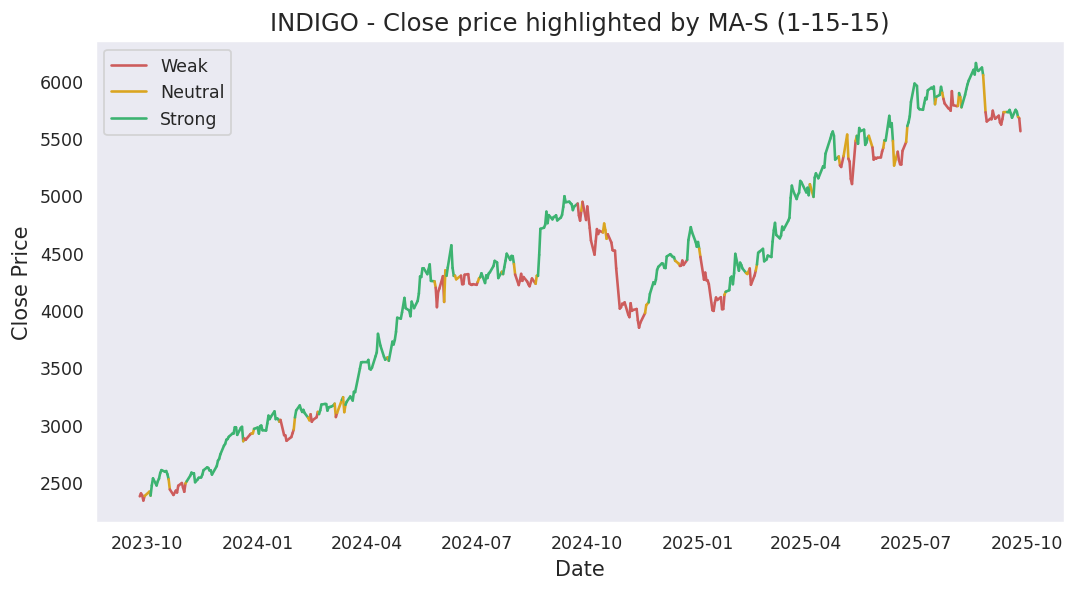 INDIGO - Close price highlighted by MA-S (1-15-15)
Weak
Neutral
Strong
Close Price
6000
5500
5000
4500
4000
3500
3000
2500
2023-10 2024-01 2024-04 2024-07 2024-10 2025-01 2025-04 2025-07 2025-10
Date